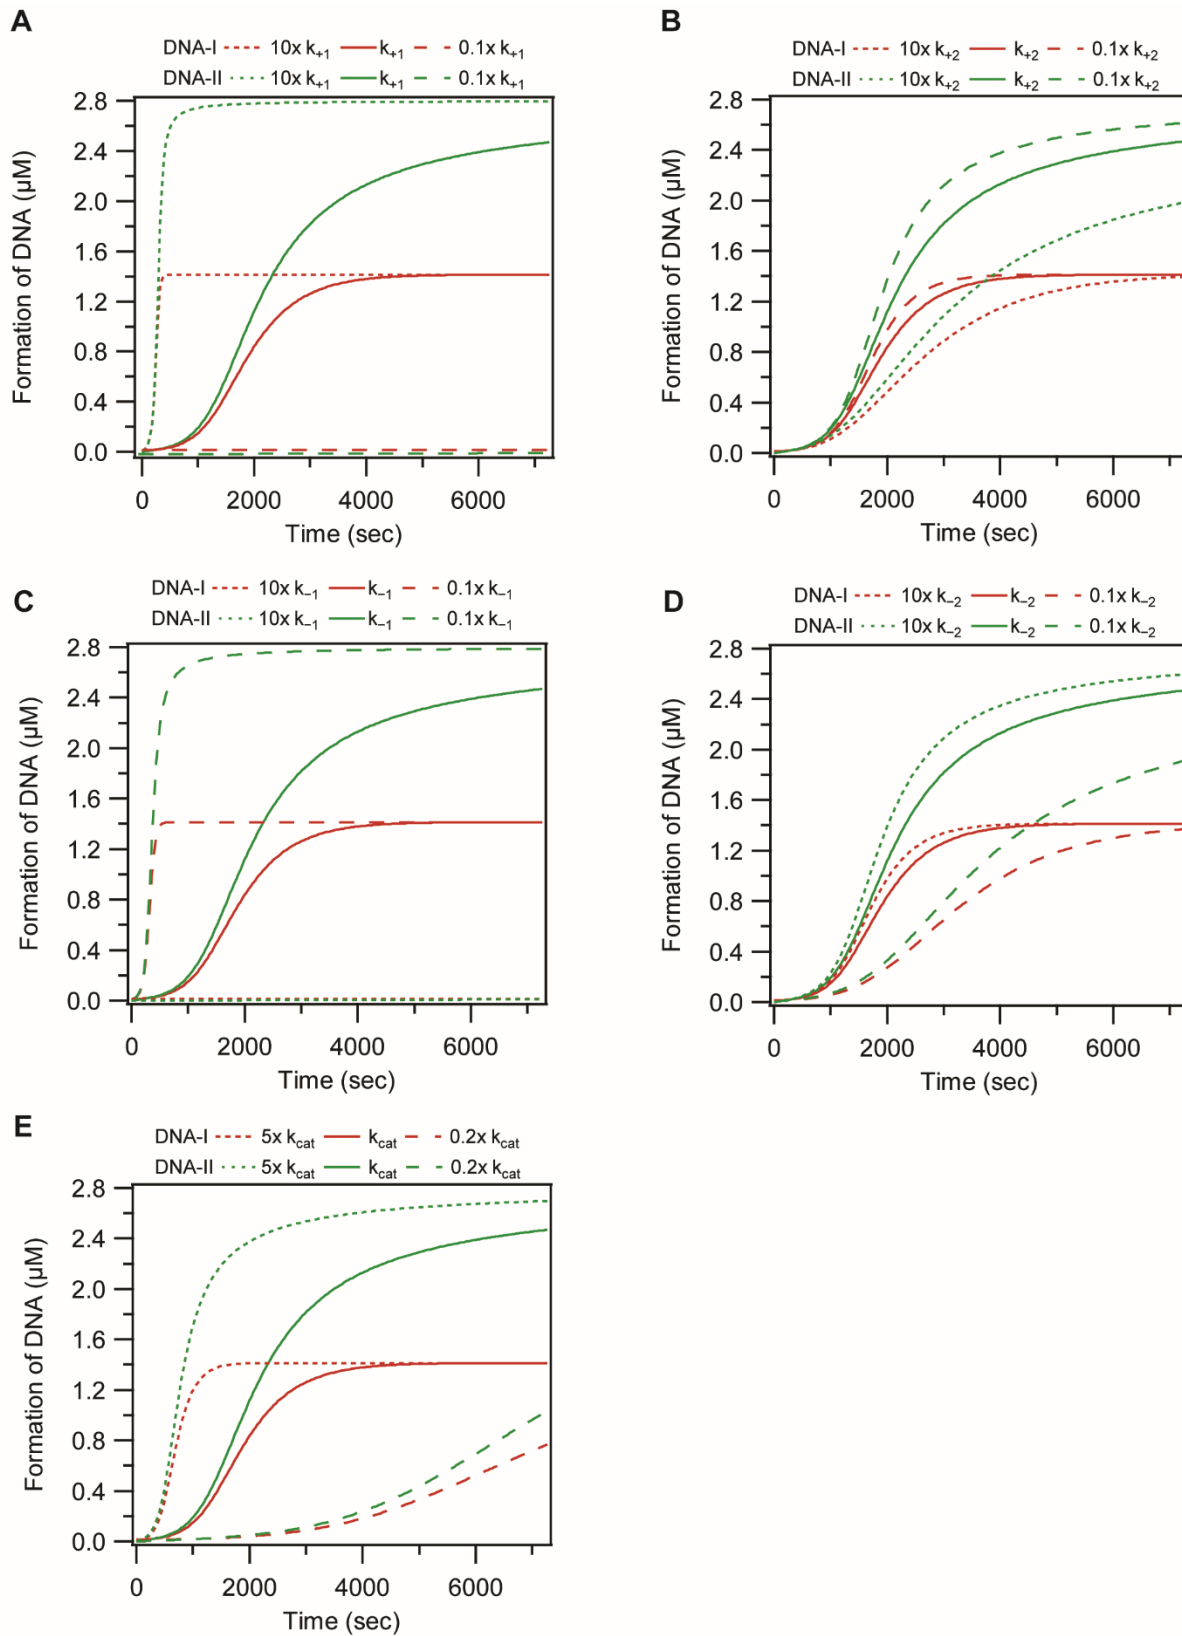 A
DNA-I 10x k+1 k+1 0.1x k+1
DNA-II 10x k+1 k+1 0.1x k+1
2.8
2.4
2.0
1.6
1.2
0.8
0.4
0.0
Formation of DNA (µM)
0 2000 4000 6000
Time (sec)
B
DNA-I 10x k+2 k+2 0.1x k+2
DNA-II 10x k+2 k+2 0.1x k+2
2.8
2.4
2.0
1.6
1.2
0.8
0.4
0.0
Formation of DNA (µM)
0 2000 4000 6000
Time (sec)
C
DNA-I 10x k−1 k−1 0.1x k−1
DNA-II 10x k−1 k−1 0.1x k−1
2.8
2.4
2.0
1.6
1.2
0.8
0.4
0.0
Formation of DNA (µM)
0 2000 4000 6000
Time (sec)
D
DNA-I 10x k−2 k−2 0.1x k−2
DNA-II 10x k−2 k−2 0.1x k−2
2.8
2.4
2.0
1.6
1.2
0.8
0.4
0.0
Formation of DNA (µM)
0 2000 4000 6000
Time (sec)
E
DNA-I 5x kcat kcat 0.2x kcat
DNA-II 5x kcat kcat 0.2x kcat
2.8
2.4
2.0
1.6
1.2
0.8
0.4
0.0
Formation of DNA (µM)
0 2000 4000 6000
Time (sec)